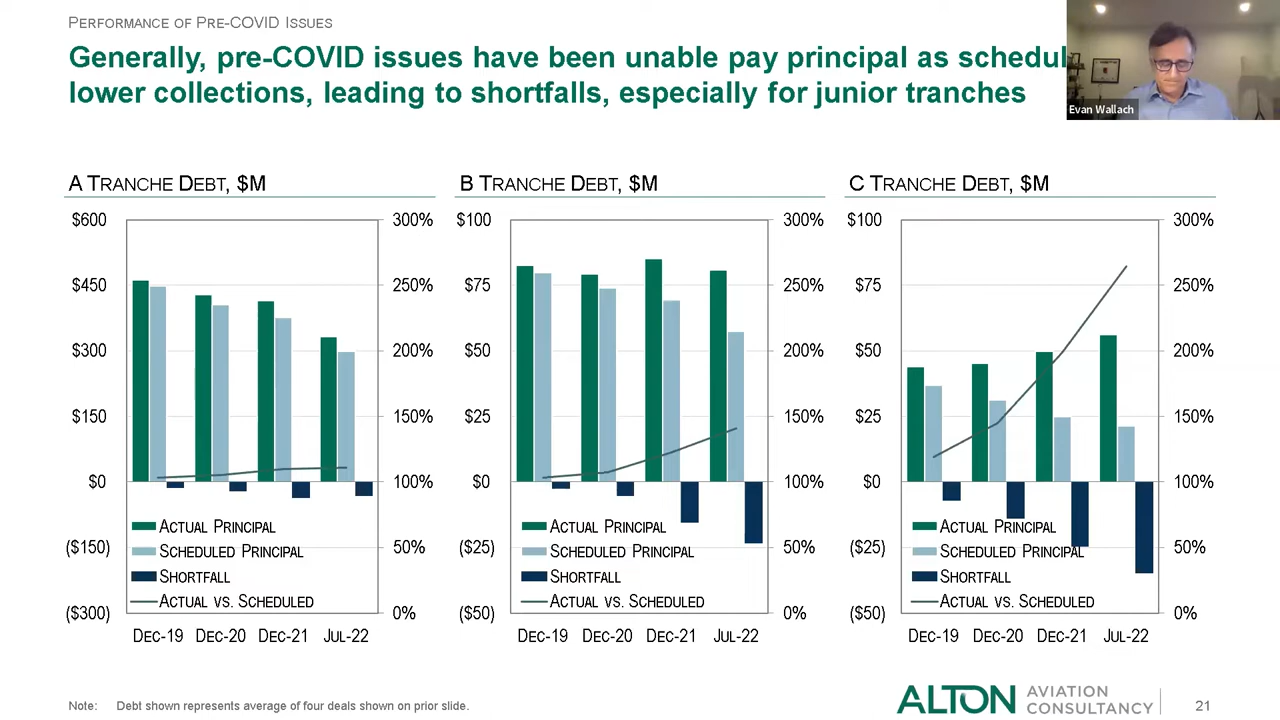 PERFORMANCE OF PRE-COVID ISSUES
Generally, pre-COVID issues have been unable pay principal as
lower collections, leading to shortfalls, especially for junior tranches
Evan Wallach
A TRANCHE DEBT, $M
$600
$450
$300
$150
$0
($150)
($300)
300%
250%
200%
150%
100%
50%
0%
ACTUAL PRINCIPAL
SCHEDULED PRINCIPAL
SHORTFALL
ACTUAL VS. SCHEDULED
DEC-19 DEC-20 DEC-21 JUL-22
B TRANCHE DEBT, $M
$100
$75
$50
$25
$0
($25)
($50)
300%
250%
200%
150%
100%
50%
0%
ACTUAL PRINCIPAL
SCHEDULED PRINCIPAL
SHORTFALL
ACTUAL VS. SCHEDULED
DEC-19 DEC-20 DEC-21 JUL-22
C TRANCHE DEBT, $M
$100
$75
$50
$25
$0
($25)
($50)
300%
250%
200%
150%
100%
50%
0%
ACTUAL PRINCIPAL
SCHEDULED PRINCIPAL
SHORTFALL
ACTUAL VS. SCHEDULED
DEC-19 DEC-20 DEC-21 JUL-22
Note: Debt shown represents average of four deals shown on prior slide.
ALTON AVIATION
CONSULTANCY
21